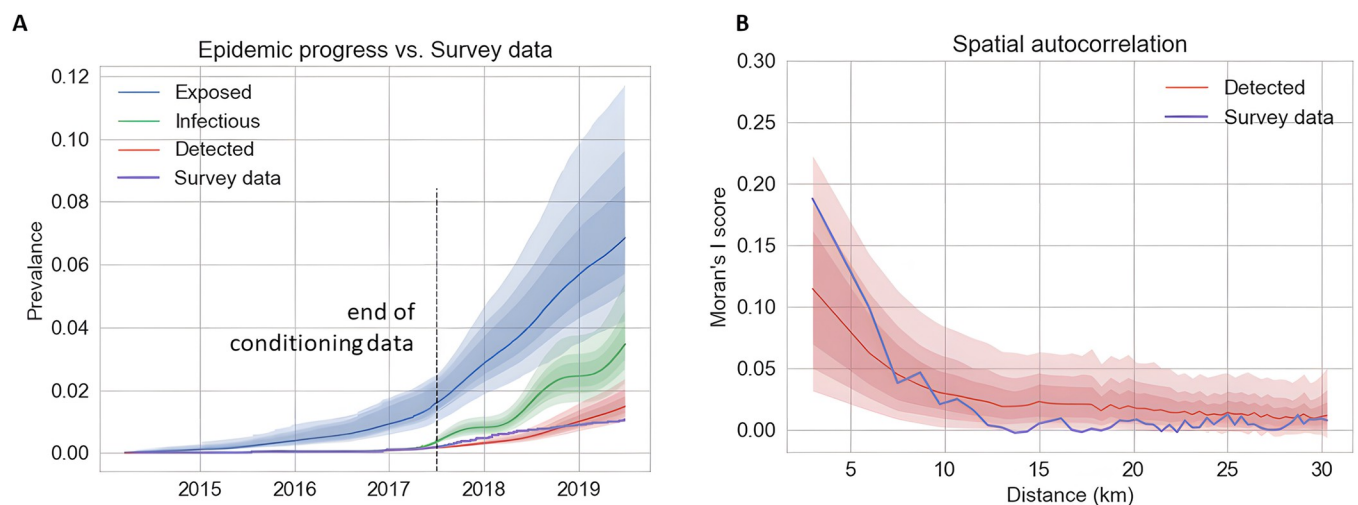 A
Epidemic progress vs. Survey data
0.12
0.10
0.08
0.06
0.04
0.02
0.00
Prevalance
Exposed
Infectious
Detected
Survey data
end of
conditioning data
2015 2016 2017 2018 2019
B
Spatial autocorrelation
0.30
0.25
0.20
0.15
0.10
0.05
0.00
Moran's I score
Detected
Survey data
5 10 15 20 25 30
Distance (km)